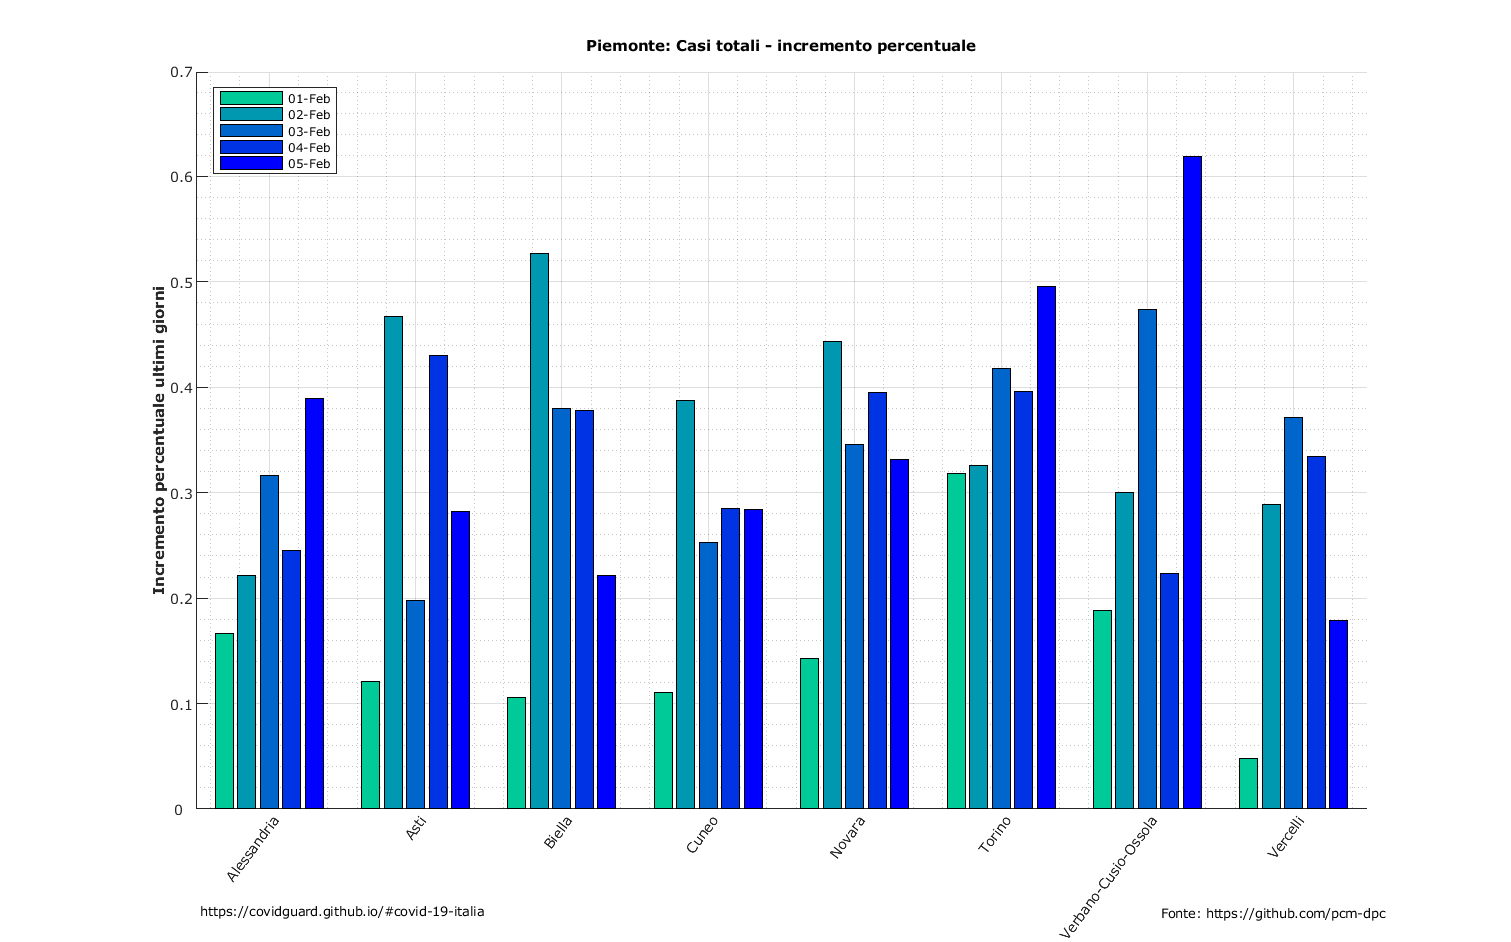 Piemonte: Casi totali - incremento percentuale
0.7
0.6
0.5
0.4
0.3
0.2
0.1
0
01-Feb
02-Feb
03-Feb
04-Feb
05-Feb
Incremento percentuale ultimi giorni
Alessandria
Asti
Biella
Cuneo
Novara
Torino
Verbano-Cusio-Ossola
Vercelli
https://covidguard.github.io/#covid-19-italia
Fonte: https://github.com/pcm-dpc